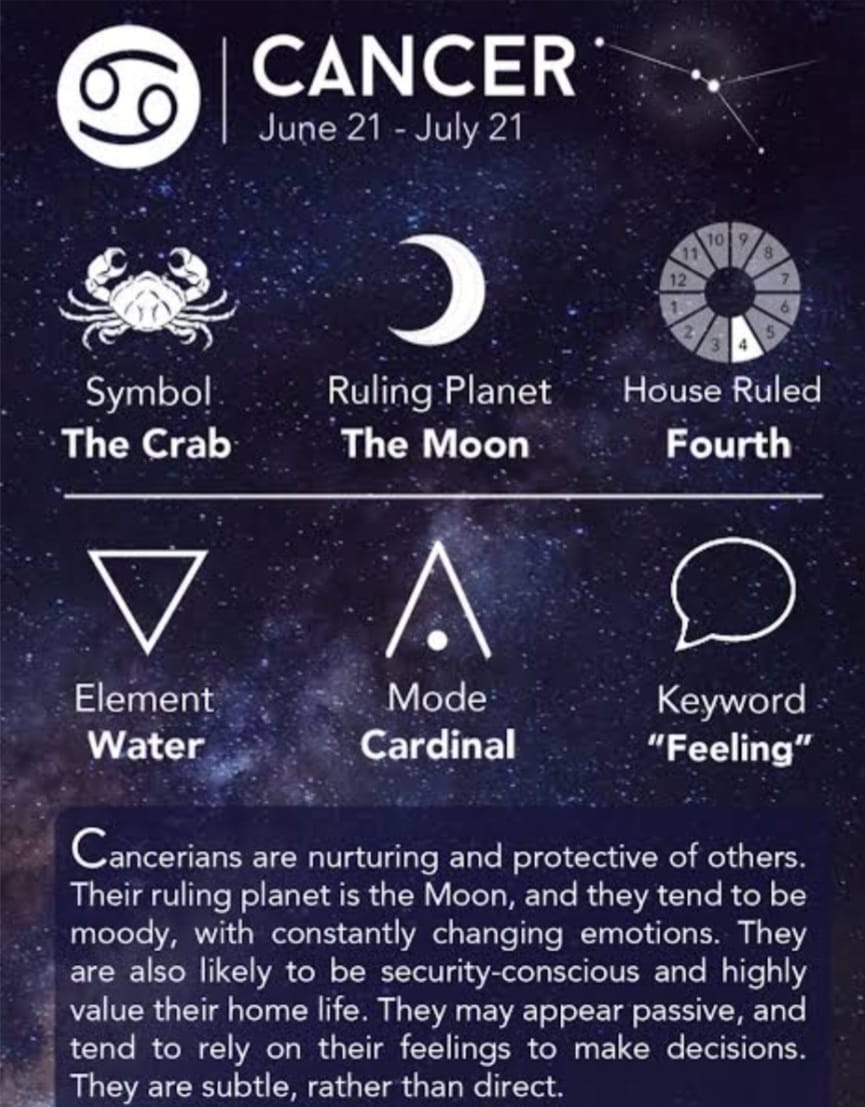 CANCER
June 21 - July 21
10 9
11 8
12 7
1 6
2 5
3 4
Symbol
The Crab
Ruling Planet
The Moon
House Ruled
Fourth
Element
Water
Mode
Cardinal
Keyword
“Feeling”
Cancerians are nurturing and protective of others.
Their ruling planet is the Moon, and they tend to be
moody, with constantly changing emotions. They
are also likely to be security-conscious and highly
value their home life. They may appear passive, and
tend to rely on their feelings to make decisions.
They are subtle, rather than direct.